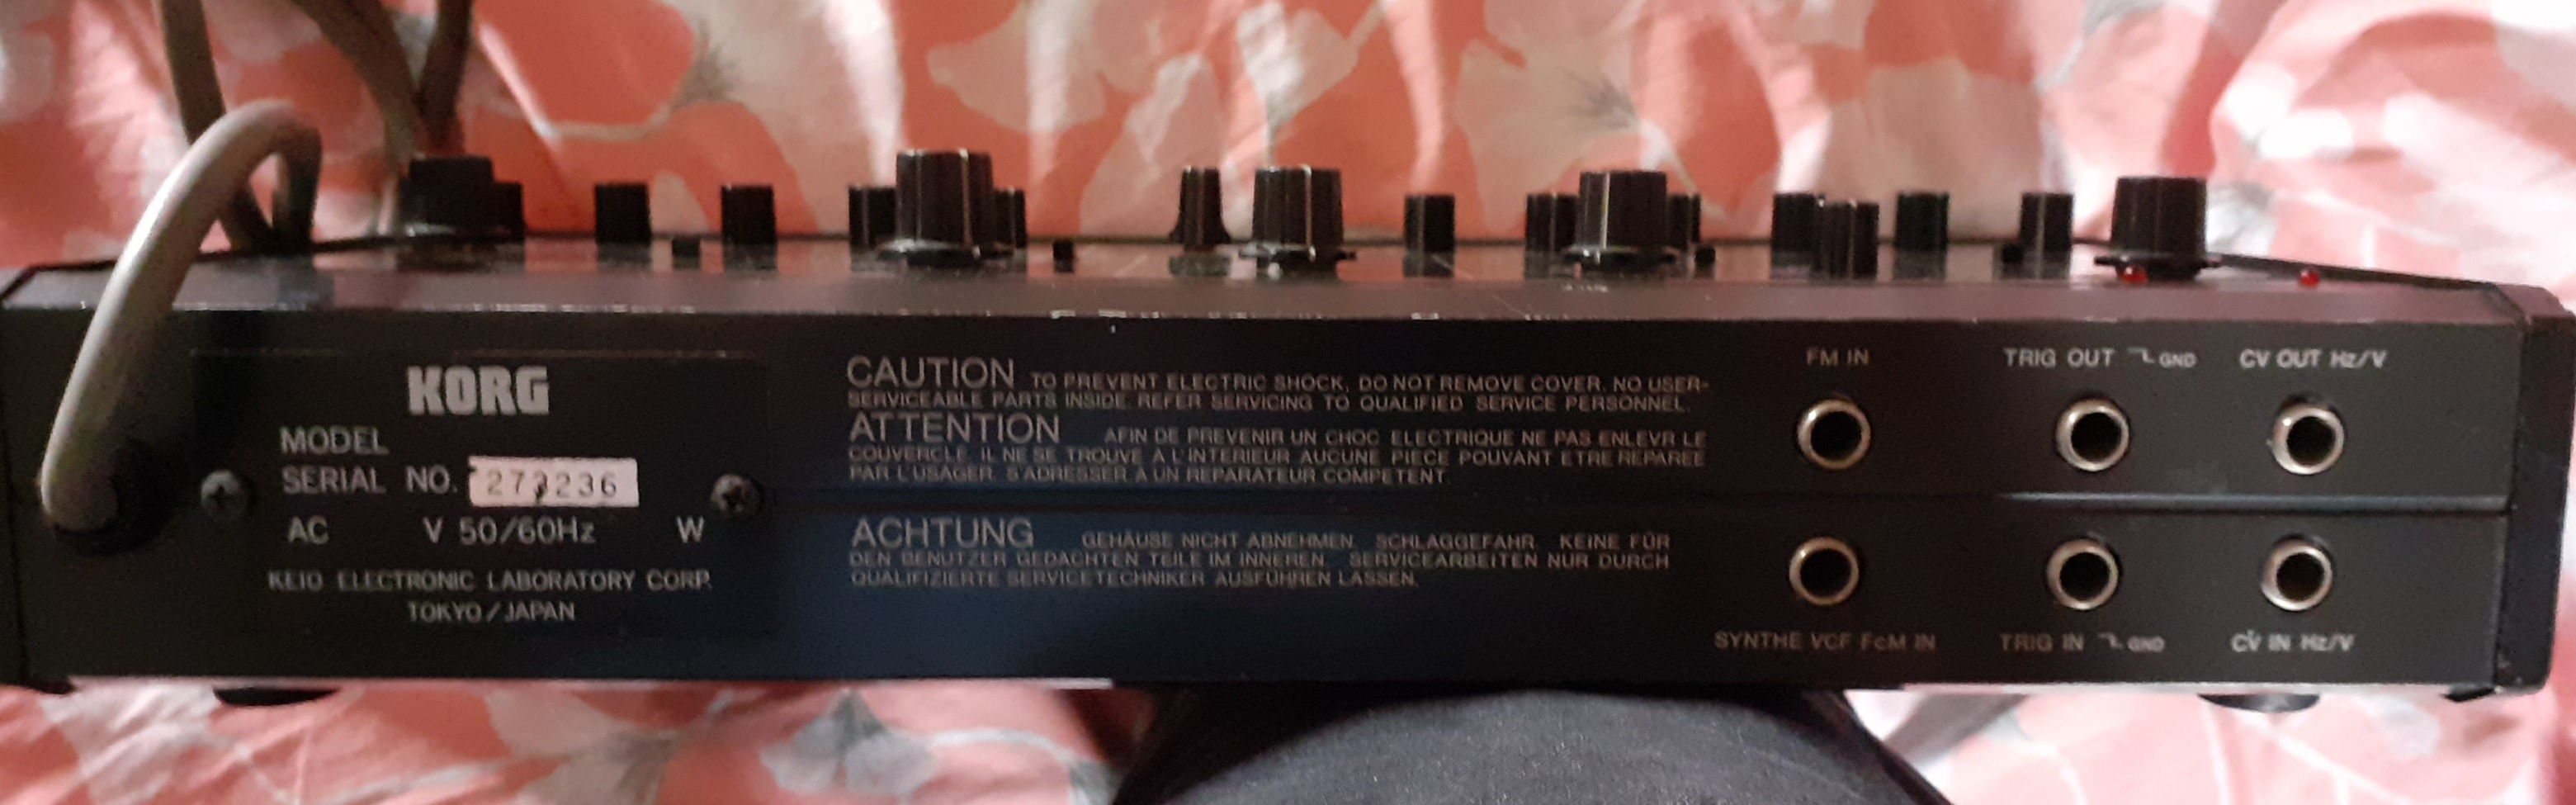 KORG
MODEL
SERIAL NO. 273236
AC V 50/60Hz W
KEIO ELECTRONIC LABORATORY CORP.
TOKYO/JAPAN
CAUTION TO PREVENT ELECTRIC SHOCK, DO NOT REMOVE COVER. NO USER-
SERVICEABLE PARTS INSIDE. REFER SERVICING TO QUALIFIED SERVICE PERSONNEL.
ATTENTION AFIN DE PREVENIR UN CHOC ELECTRIQUE NE PAS ENLEVR LE
COUVERCLE. IL NE SE TROUVE A L'INTERIEUR AUCUNE PIECE POUVANT ETRE REPAREE
PAR L'USAGER. S'ADRESSER A UN REPARATEUR COMPETENT.
ACHTUNG GEHÄUSE NICHT ABNEHMEN. SCHLAGGEFAHR. KEINE FÜR
DEN BENUTZER GEDACHTEN TEILE IM INNEREN. SERVICEARBEITEN NUR DURCH
QUALIFIZIERTE SERVICETECHNIKER AUSFÜHREN LASSEN.
FM IN
TRIG OUT GND
CV OUT Hz/V
SYNTHE VCF FcM IN
TRIG IN GND
CV IN Hz/V